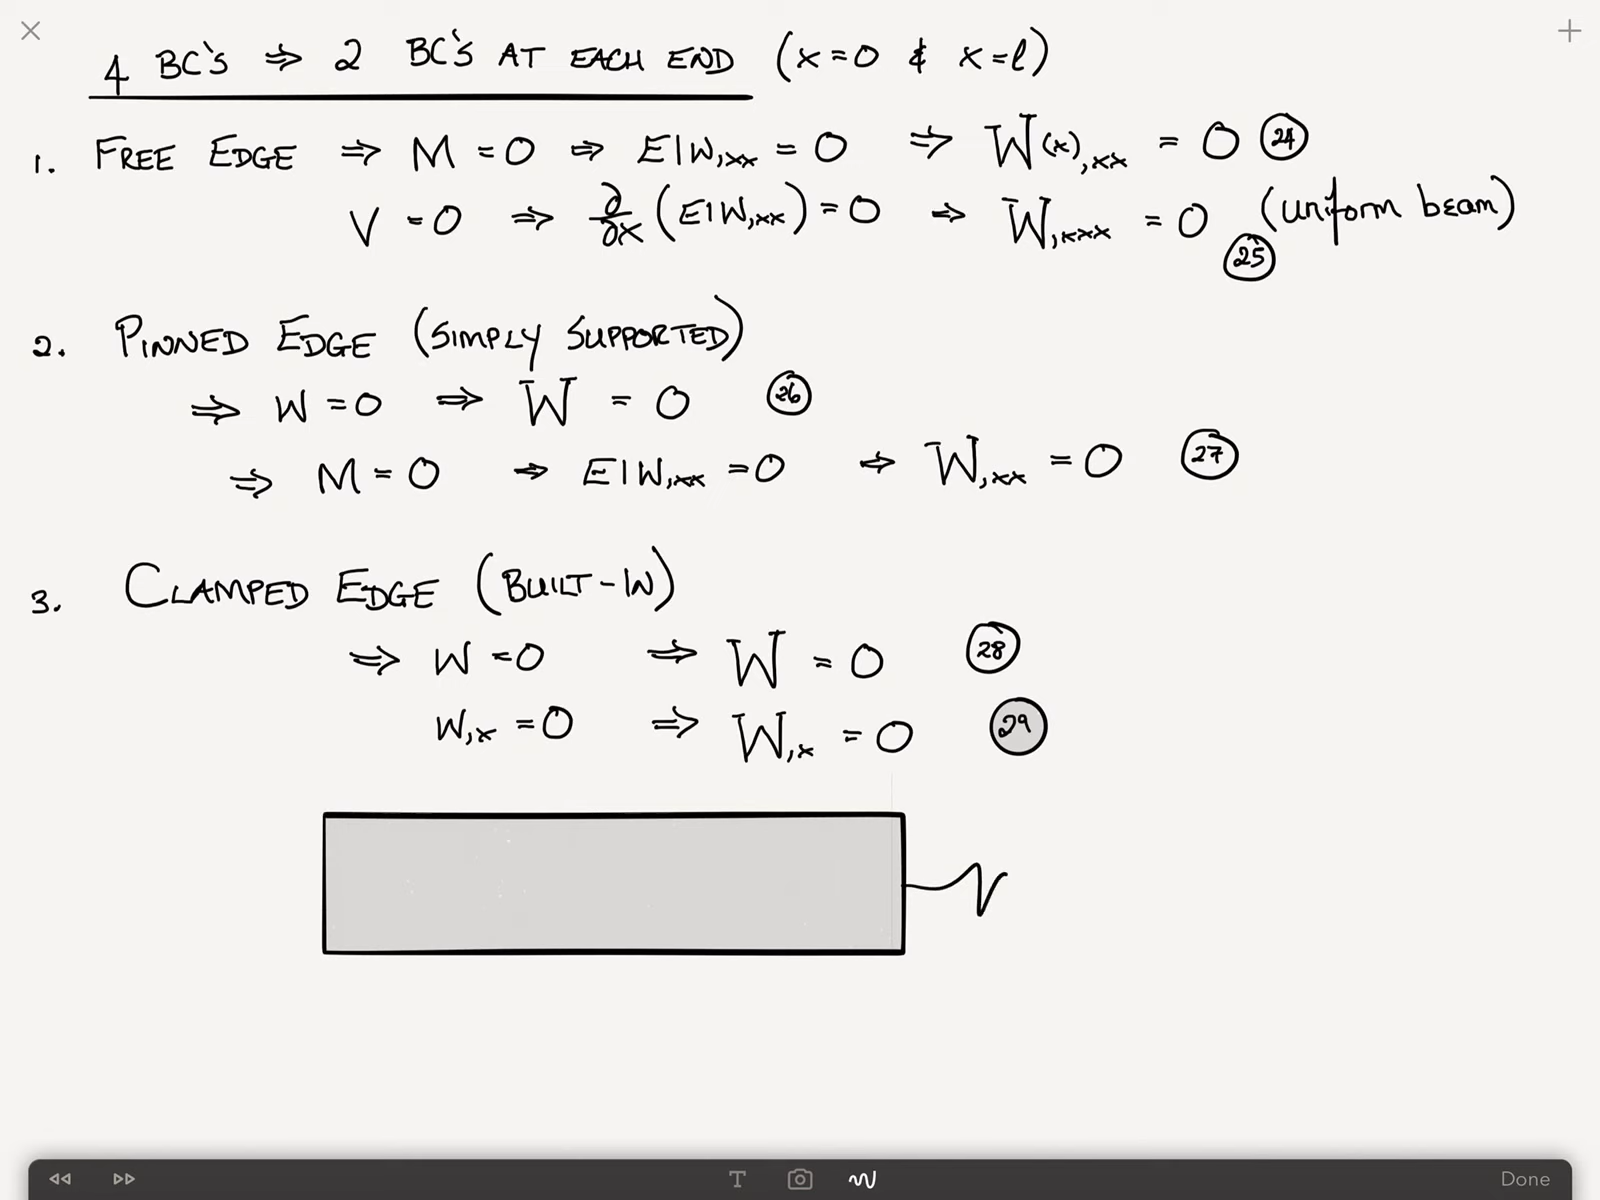 4 BC's ⇒ 2 BC's AT EACH END (x=0 & x=l)
1. FREE EDGE ⇒ M = 0 ⇒ EIw,xx = 0 ⇒ W(x),xx = 0 (24)
V = 0 ⇒ ∂/∂x (EIw,xx) = 0 ⇒ W,xxx = 0 (uniform beam)
(25)
2. PINNED EDGE (SIMPLY SUPPORTED)
⇒ w = 0 ⇒ W = 0 (26)
⇒ M = 0 ⇒ EIw,xx = 0 ⇒ W,xx = 0 (27)
3. CLAMPED EDGE (BUILT-IN)
⇒ w = 0 ⇒ W = 0 (28)
w,x = 0 ⇒ W,x = 0 (29)
T Done